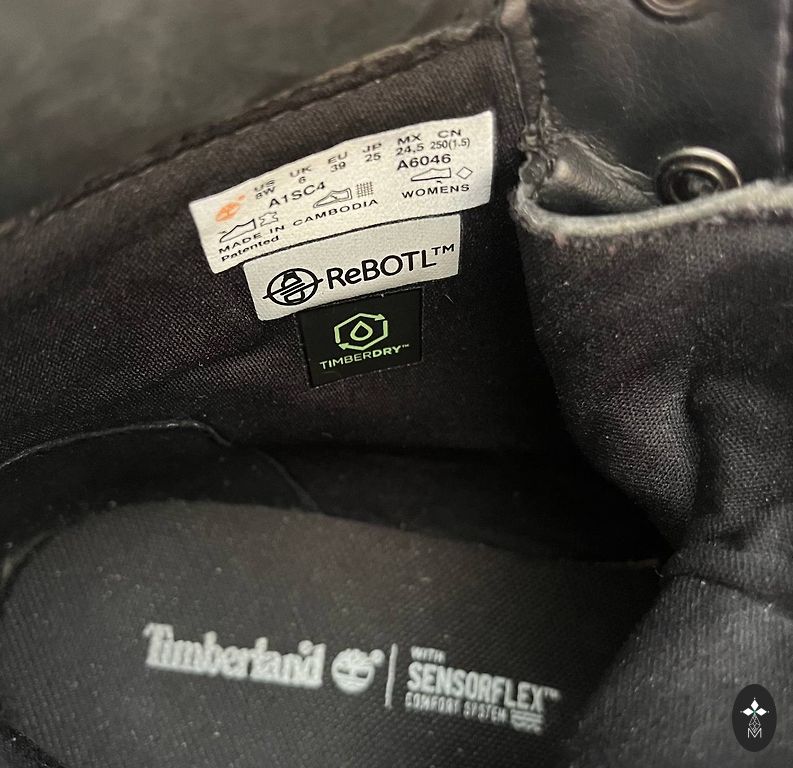 US UK EU JP MX CN
8W 6 39 25 24,5 250(1.5)
A1SC4 A6046
WOMENS
MADE IN CAMBODIA
Patented
ReBOTL™
TIMBERDRY™
Timberland
WITH
SENSORFLEX™
COMFORT SYSTEM
M